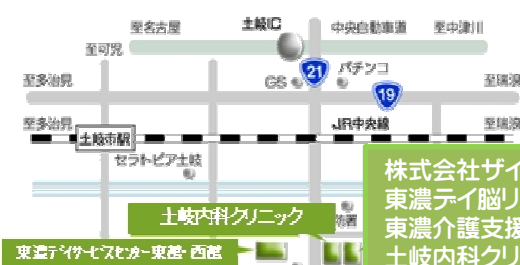 至名古屋
土岐IC
中央自動車道
至中津川
至可児
至多治見
GS
21
パチンコ
19
至瑞浪
至多治見
土岐市駅
JR中央線
至瑞浪
セラトピア土岐
土岐内科クリニック
東濃デイサービスセンター東館・西館
株式会社ザイ
東濃デイ脳リ
東濃介護支援
土岐内科クリ